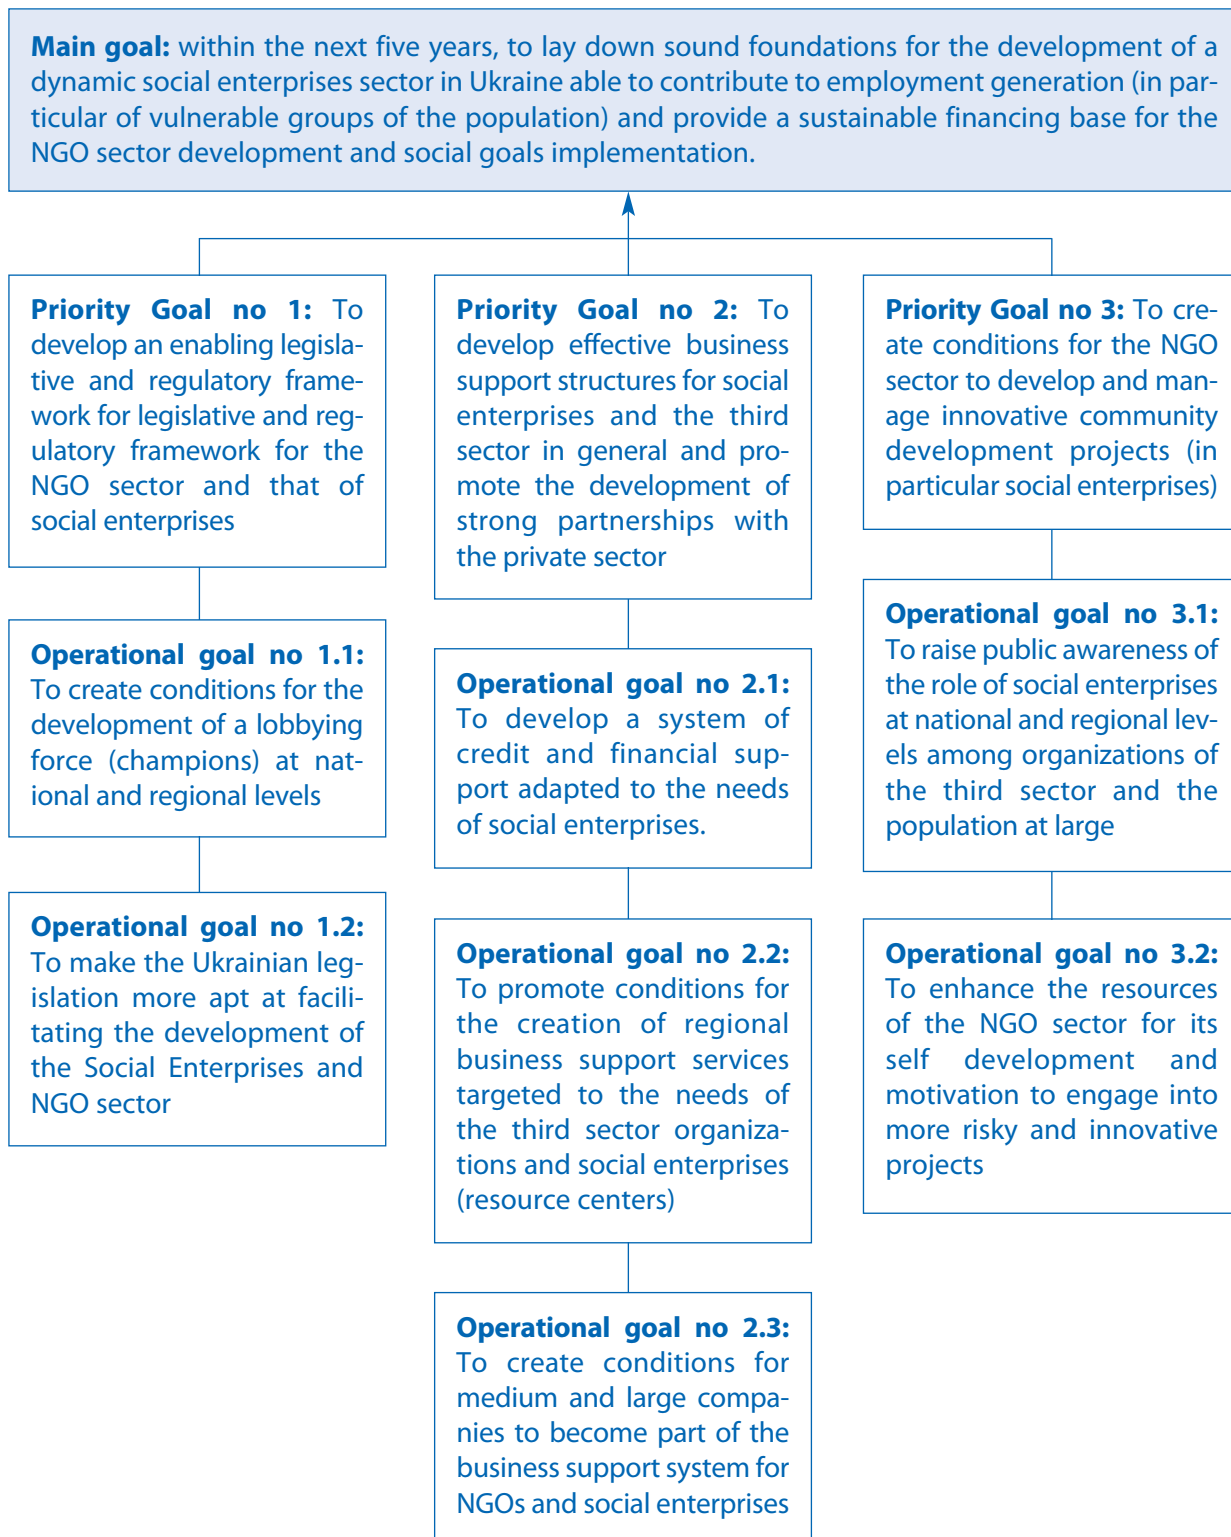 Main goal: within the next five years, to lay down sound foundations for the development of a
dynamic social enterprises sector in Ukraine able to contribute to employment generation (in par-
ticular of vulnerable groups of the population) and provide a sustainable financing base for the
NGO sector development and social goals implementation.
Priority Goal no 1: To
develop an enabling legisla-
tive and regulatory frame-
work for legislative and reg-
ulatory framework for the
NGO sector and that of
social enterprises
Operational goal no 1.1:
To create conditions for the
development of a lobbying
force (champions) at nat-
ional and regional levels
Operational goal no 1.2:
To make the Ukrainian leg-
islation more apt at facili-
tating the development of
the Social Enterprises and
NGO sector
Priority Goal no 2: To
develop effective business
support structures for social
enterprises and the third
sector in general and pro-
mote the development of
strong partnerships with
the private sector
Operational goal no 2.1:
To develop a system of
credit and financial sup-
port adapted to the needs
of social enterprises.
Operational goal no 2.2:
To promote conditions for
the creation of regional
business support services
targeted to the needs of
the third sector organiza-
tions and social enterprises
(resource centers)
Operational goal no 2.3:
To create conditions for
medium and large compa-
nies to become part of the
business support system for
NGOs and social enterprises
Priority Goal no 3: To cre-
ate conditions for the NGO
sector to develop and man-
age innovative community
development projects (in
particular social enterprises)
Operational goal no 3.1:
To raise public awareness of
the role of social enterprises
at national and regional lev-
els among organizations of
the third sector and the
population at large
Operational goal no 3.2:
To enhance the resources
of the NGO sector for its
self development and
motivation to engage into
more risky and innovative
projects